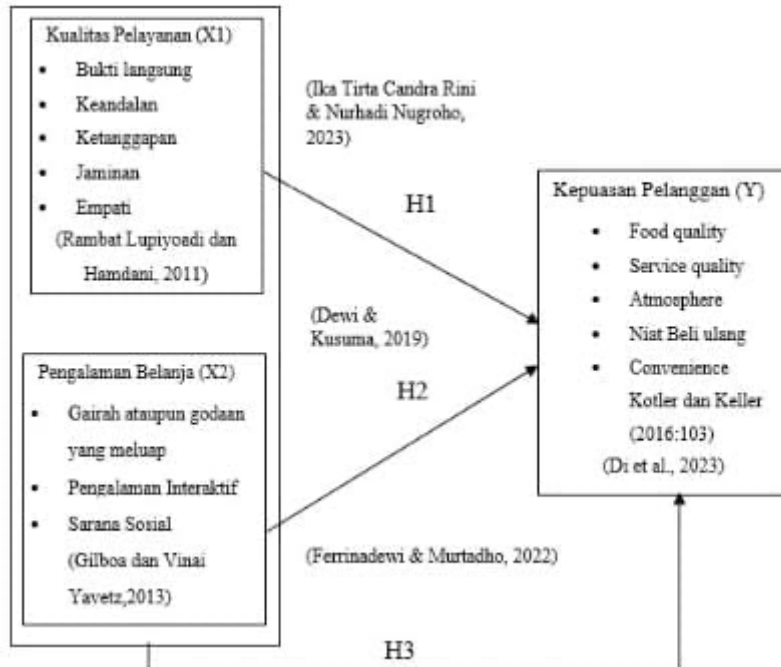 Kualitas Pelayanan (X1)
• Bukti langsung
• Keandalan
• Ketanggapan
• Jaminan
• Empati
(Rambat Lupiyoadi dan
Hamdani, 2011)
Pengalaman Belanja (X2)
• Gairah ataupun godaan
yang meluap
• Pengalaman Interaktif
• Sarana Sosial
(Gilboa dan Vinai
Yavetz,2013)
(Ika Tirta Candra Rini
& Nurhadi Nugroho,
2023)
H1
(Dewi &
Kusuma, 2019)
H2
(Ferrinadewi & Murtadho, 2022)
H3
Kepuasan Pelanggan (Y)
• Food quality
• Service quality
• Atmosphere
• Niat Beli ulang
• Convenience
Kotler dan Keller
(2016:103)
(Di et al., 2023)